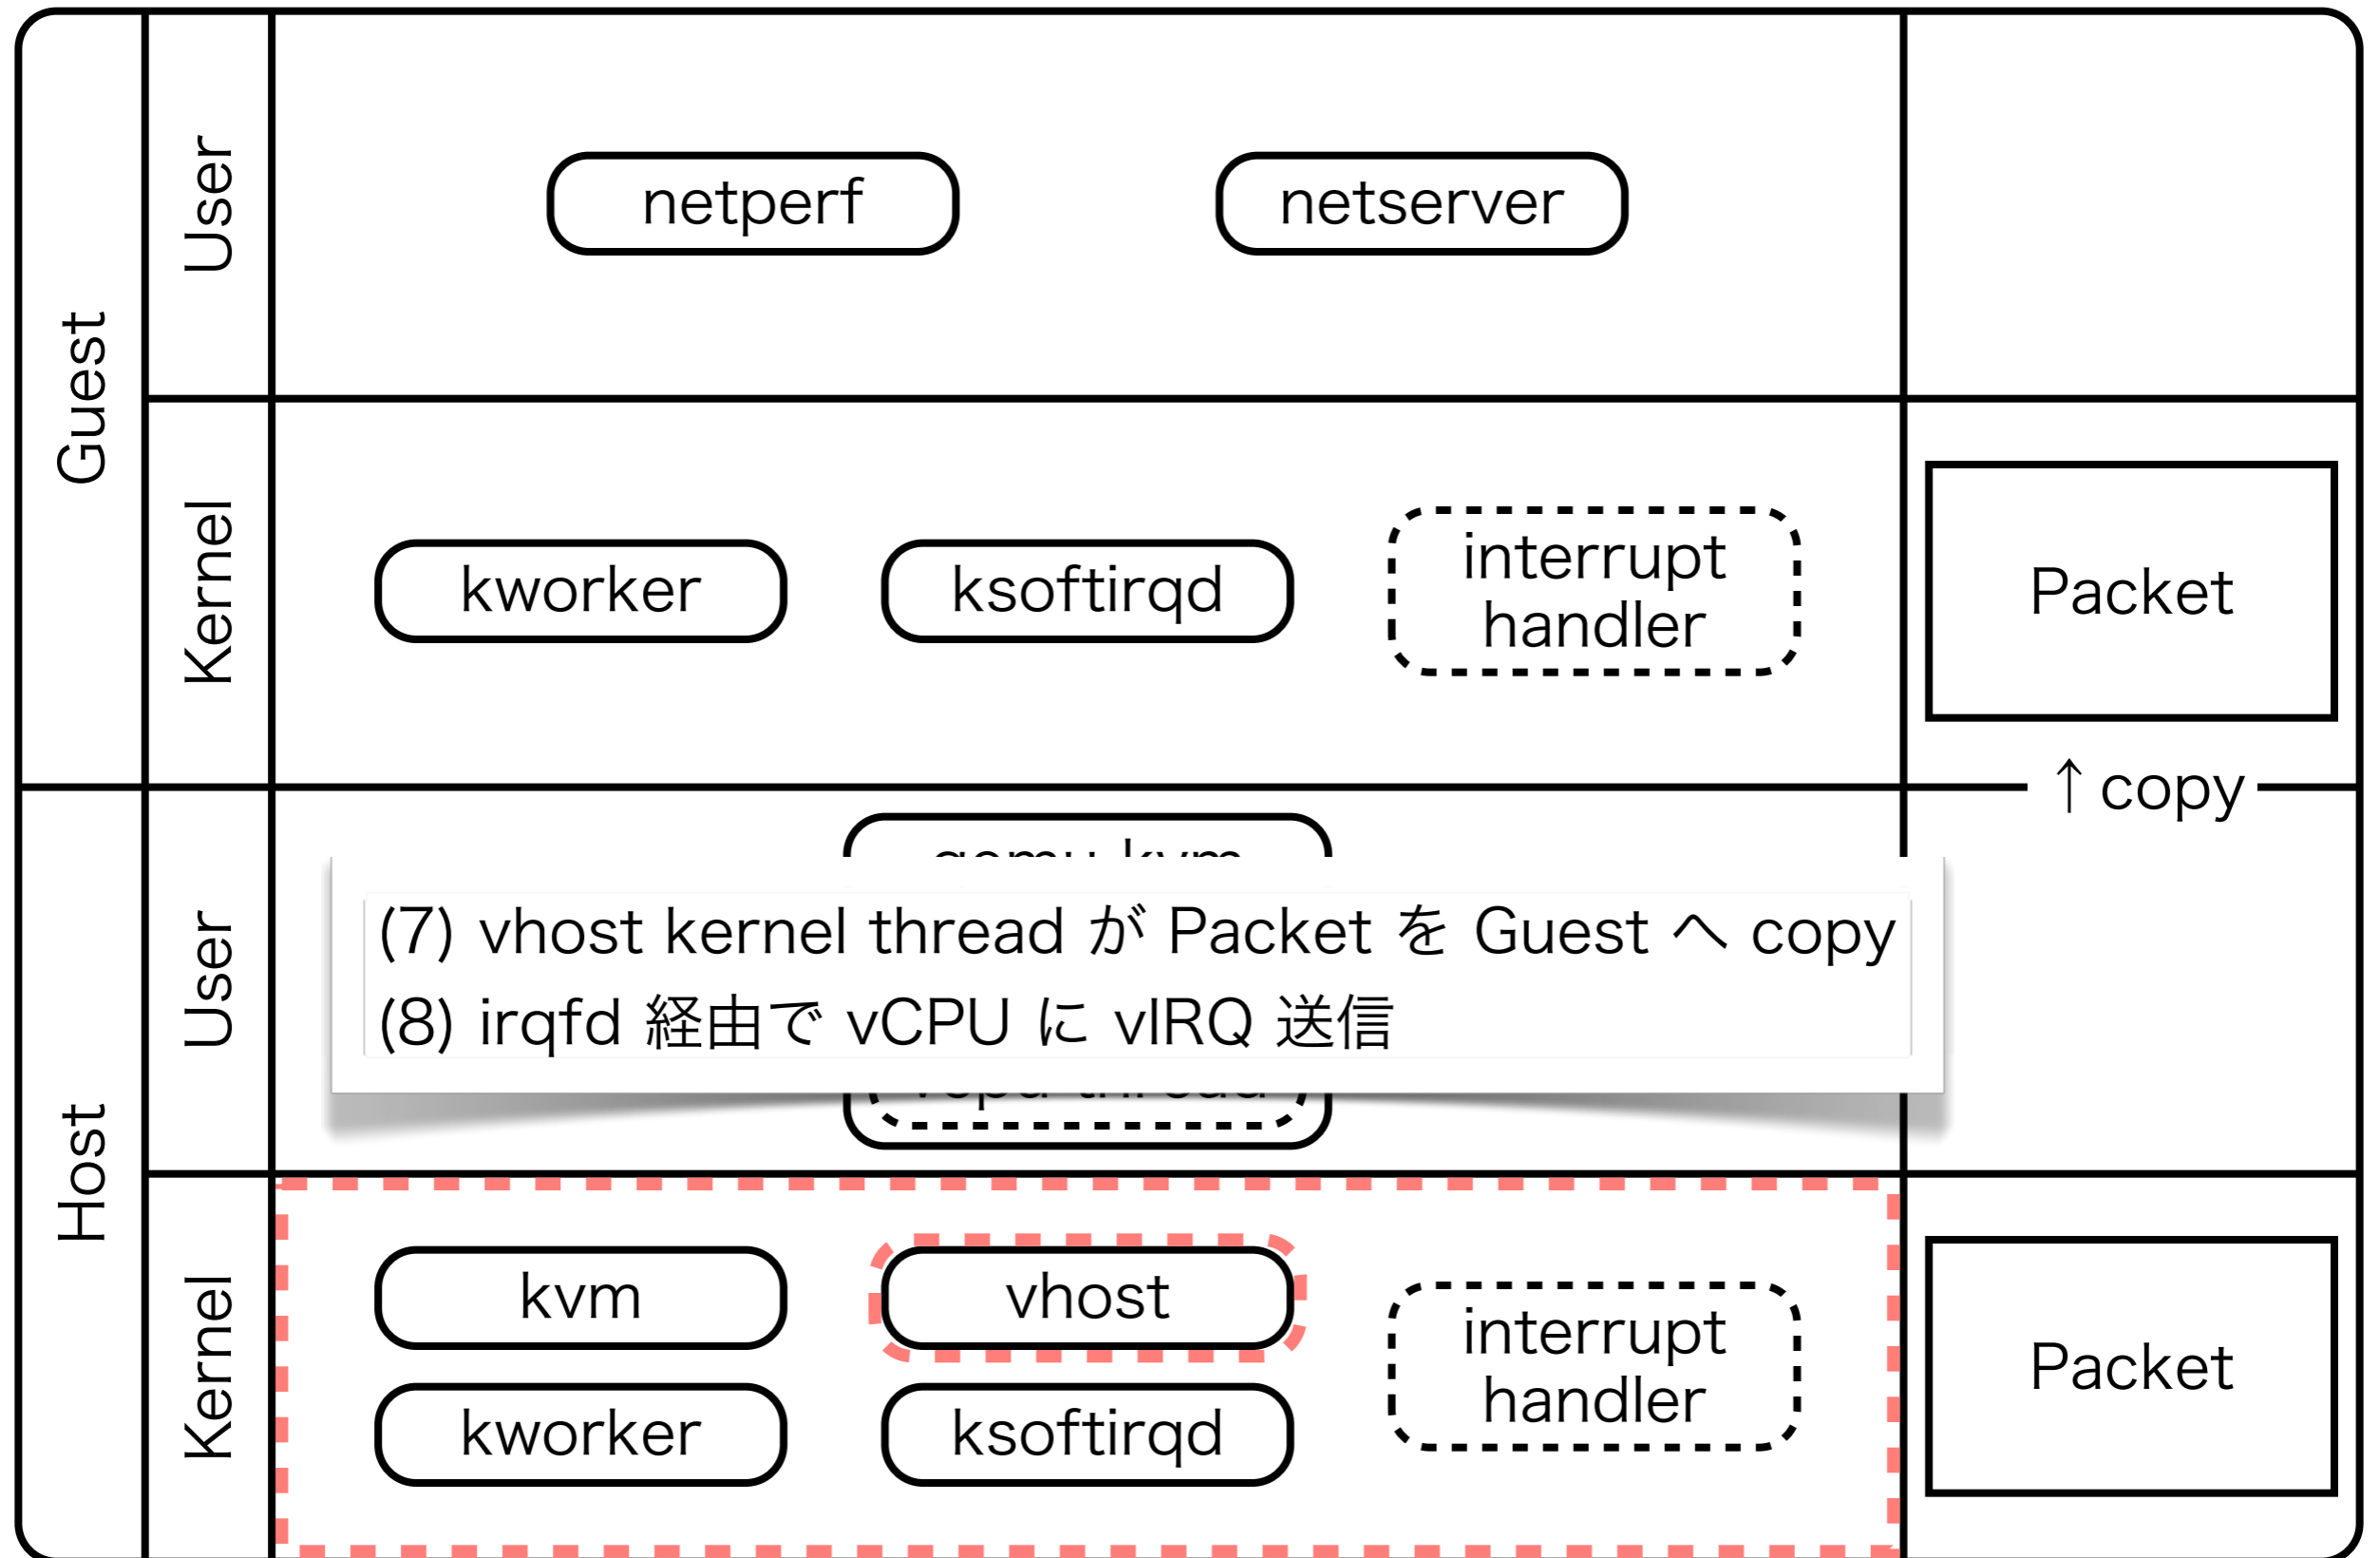 Guest
User
netperf
netserver
Kernel
kworker
ksoftirqd
interrupt
handler
Packet
↑ copy
Host
User
(7) vhost kernel thread が Packet を Guest へ copy
(8) irqfd 経由で vCPU に vIRQ 送信
Kernel
kvm
vhost
kworker
ksoftirqd
interrupt
handler
Packet